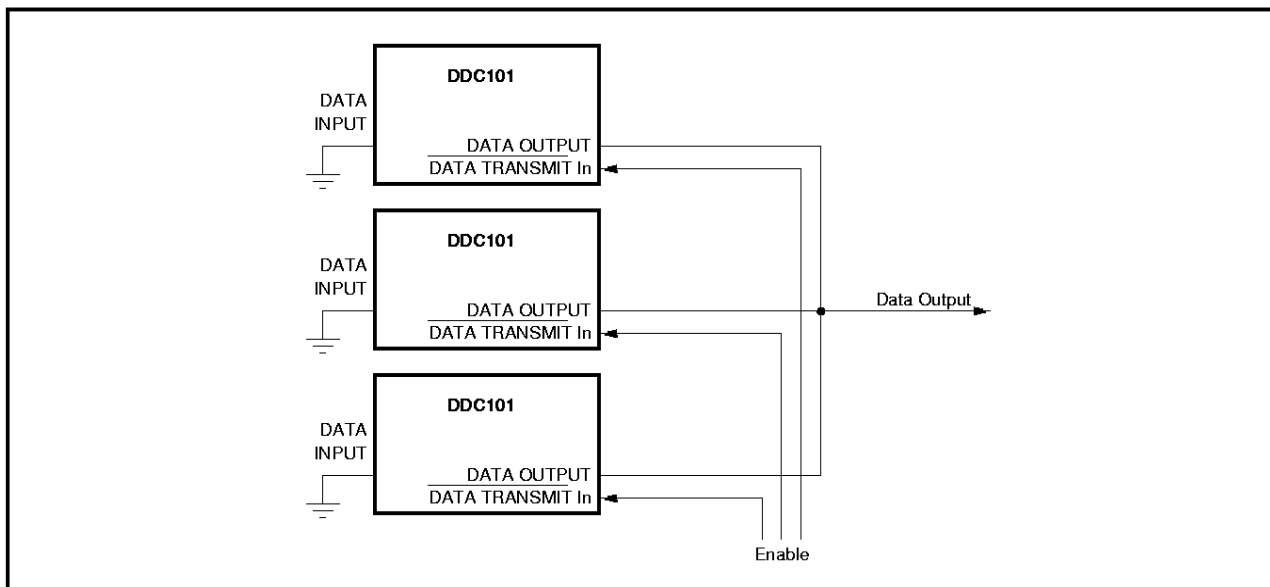 DDC101
DATA
INPUT
DATA OUTPUT
DATA TRANSMIT In
DDC101
DATA
INPUT
DATA OUTPUT
DATA TRANSMIT In
Data Output
DDC101
DATA
INPUT
DATA OUTPUT
DATA TRANSMIT In
Enable